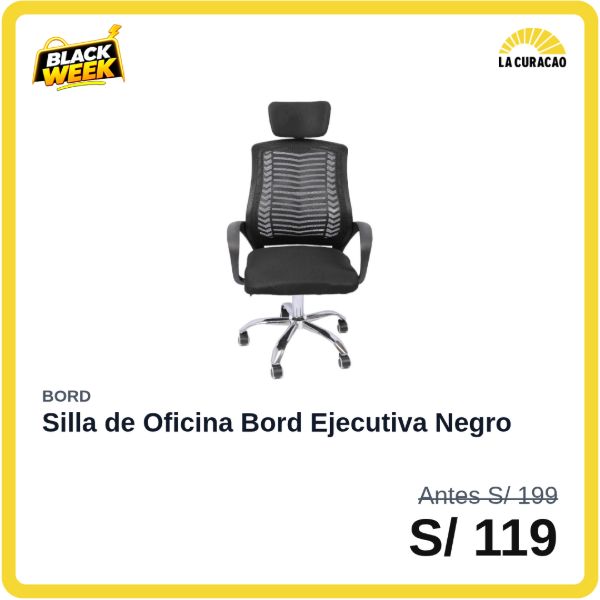 BLACK
WEEK
LA CURACAO
BORD
Silla de Oficina Bord Ejecutiva Negro
Antes S/ 199
S/ 119